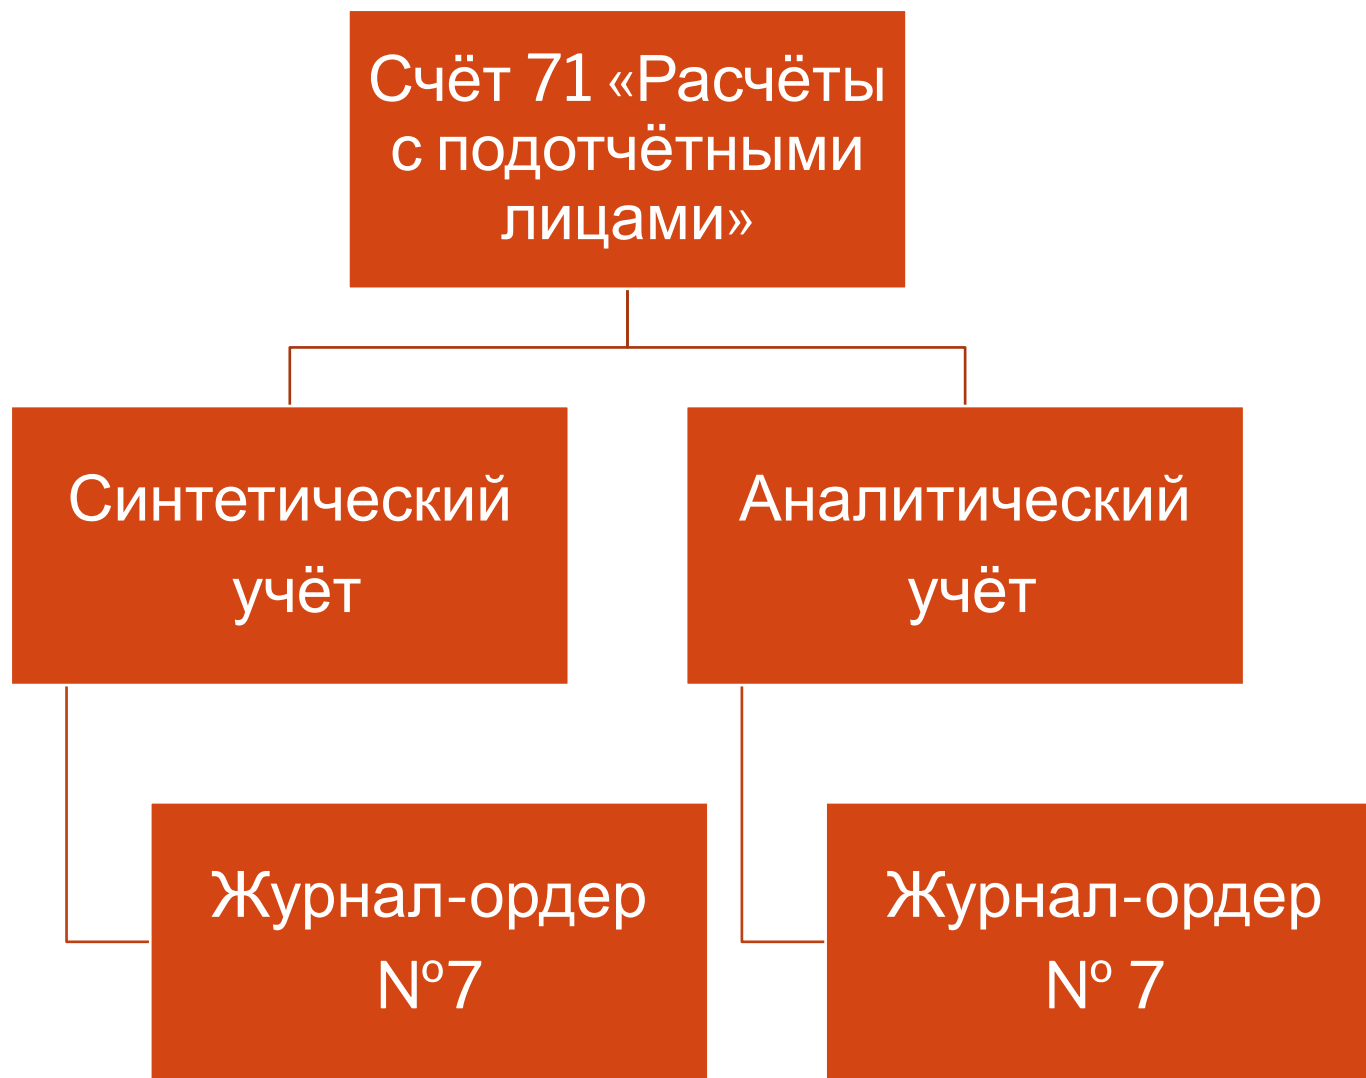 Счёт 71 «Расчёты
с подотчётными
лицами»
Синтетический
учёт
Аналитический
учёт
Журнал-ордер
Nº7
Журнал-ордер
Nº 7